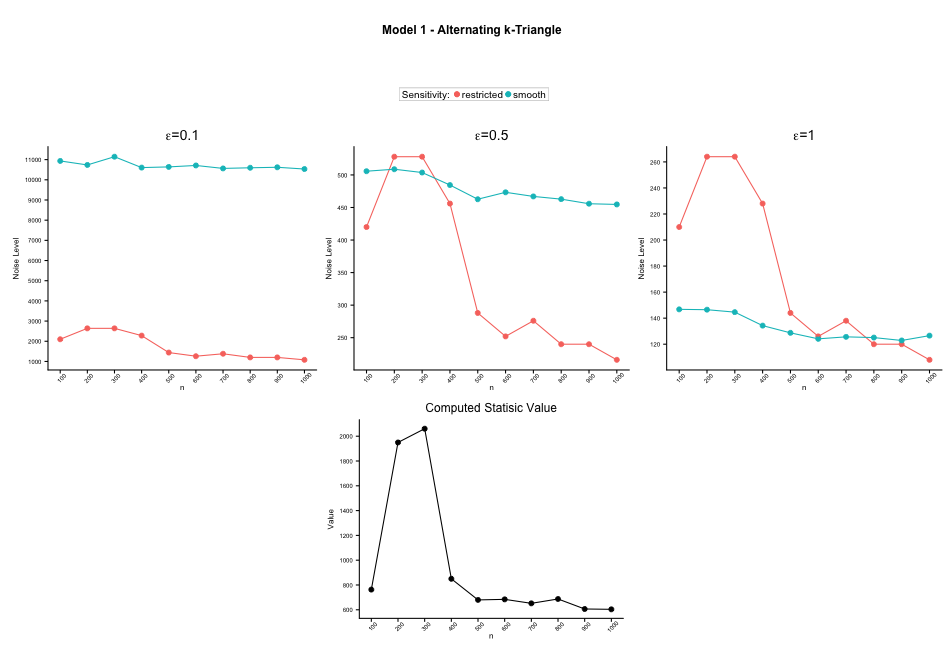 Model 1 - Alternating k-Triangle
Sensitivity: restricted smooth
ε=0.1
11000
10000
9000
8000
7000
6000
5000
4000
3000
2000
1000
Noise Level
100 200 300 400 500 600 700 800 900 1000
n
ε=0.5
500
450
400
350
300
250
Noise Level
100 200 300 400 500 600 700 800 900 1000
n
ε=1
260
240
220
200
180
160
140
120
Noise Level
100 200 300 400 500 600 700 800 900 1000
n
Computed Statisic Value
2000
1800
1600
1400
1200
1000
800
600
Value
100 200 300 400 500 600 700 800 900 1000
n